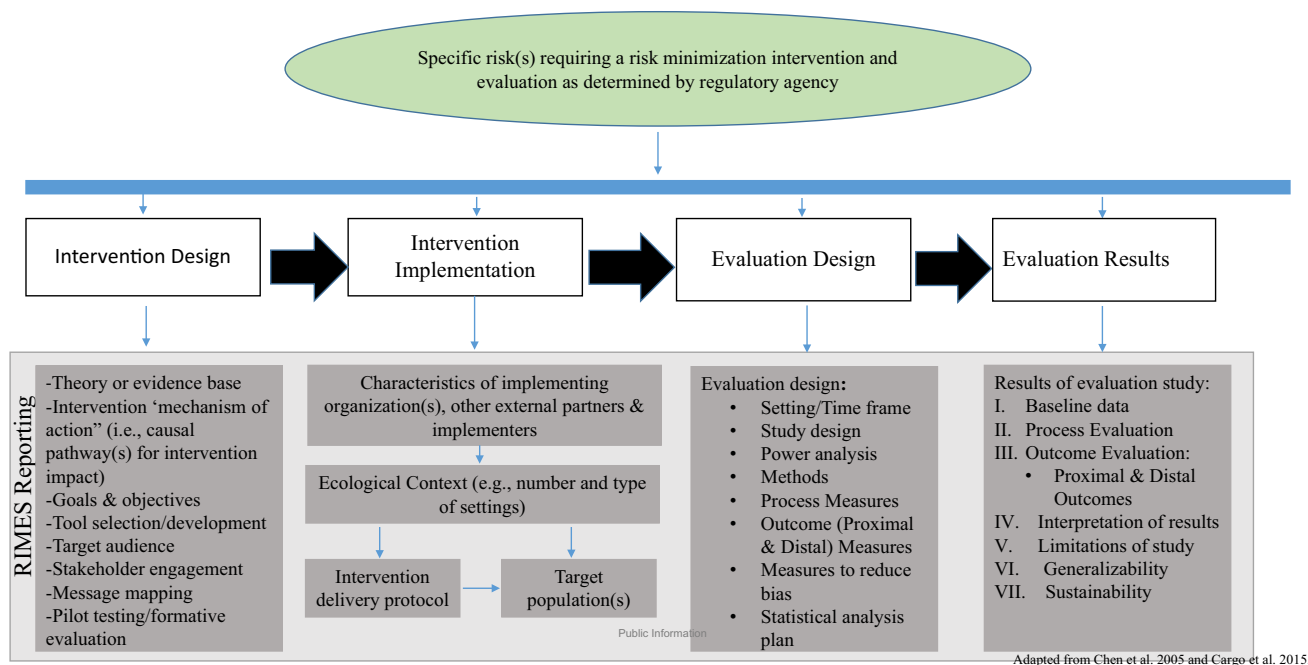 Specific risk(s) requiring a risk minimization intervention and
evaluation as determined by regulatory agency
Intervention Design
Intervention
Implementation
Evaluation Design
Evaluation Results
RIMES Reporting
-Theory or evidence base
-Intervention ‘mechanism of
action” (i.e., causal
pathway(s) for intervention
impact)
-Goals & objectives
-Tool selection/development
-Target audience
-Stakeholder engagement
-Message mapping
-Pilot testing/formative
evaluation
Characteristics of implementing
organization(s), other external partners &
implementers
Ecological Context (e.g., number and type
of settings)
Intervention
delivery protocol
Target
population(s)
Evaluation design:
• Setting/Time frame
• Study design
• Power analysis
• Methods
• Process Measures
• Outcome (Proximal
& Distal) Measures
• Measures to reduce
bias
• Statistical analysis
plan
Results of evaluation study:
I. Baseline data
II. Process Evaluation
III. Outcome Evaluation:
• Proximal & Distal
Outcomes
IV. Interpretation of results
V. Limitations of study
VI. Generalizability
VII. Sustainability
Public Information
Adapted from Chen et al. 2005 and Cargo et al. 2015